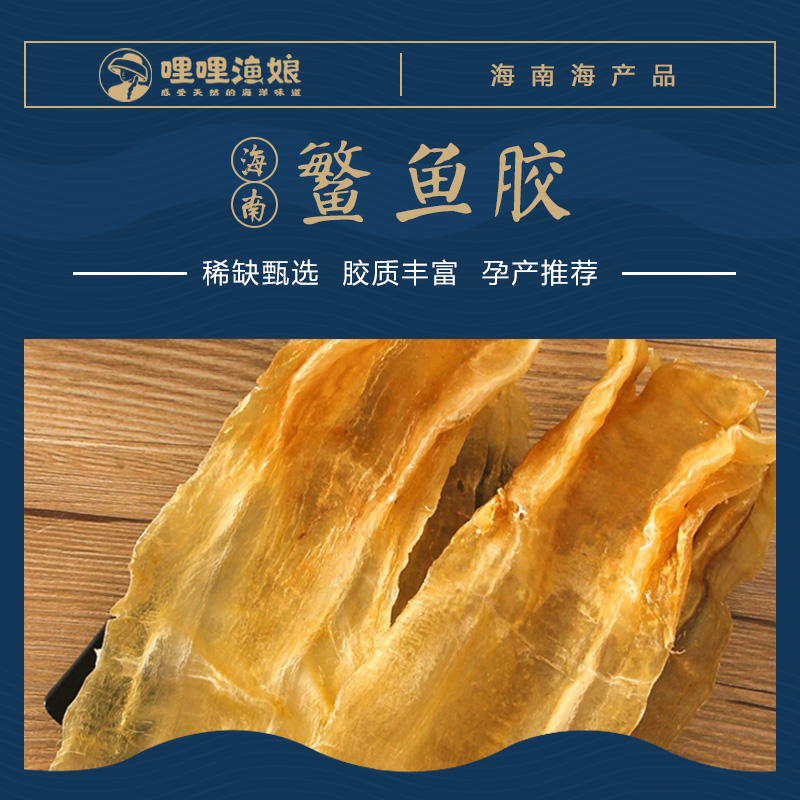 哩哩渔娘
感受天然的海洋味道
海南海产品
海南
鳘鱼胶
稀缺甄选 胶质丰富 孕产推荐